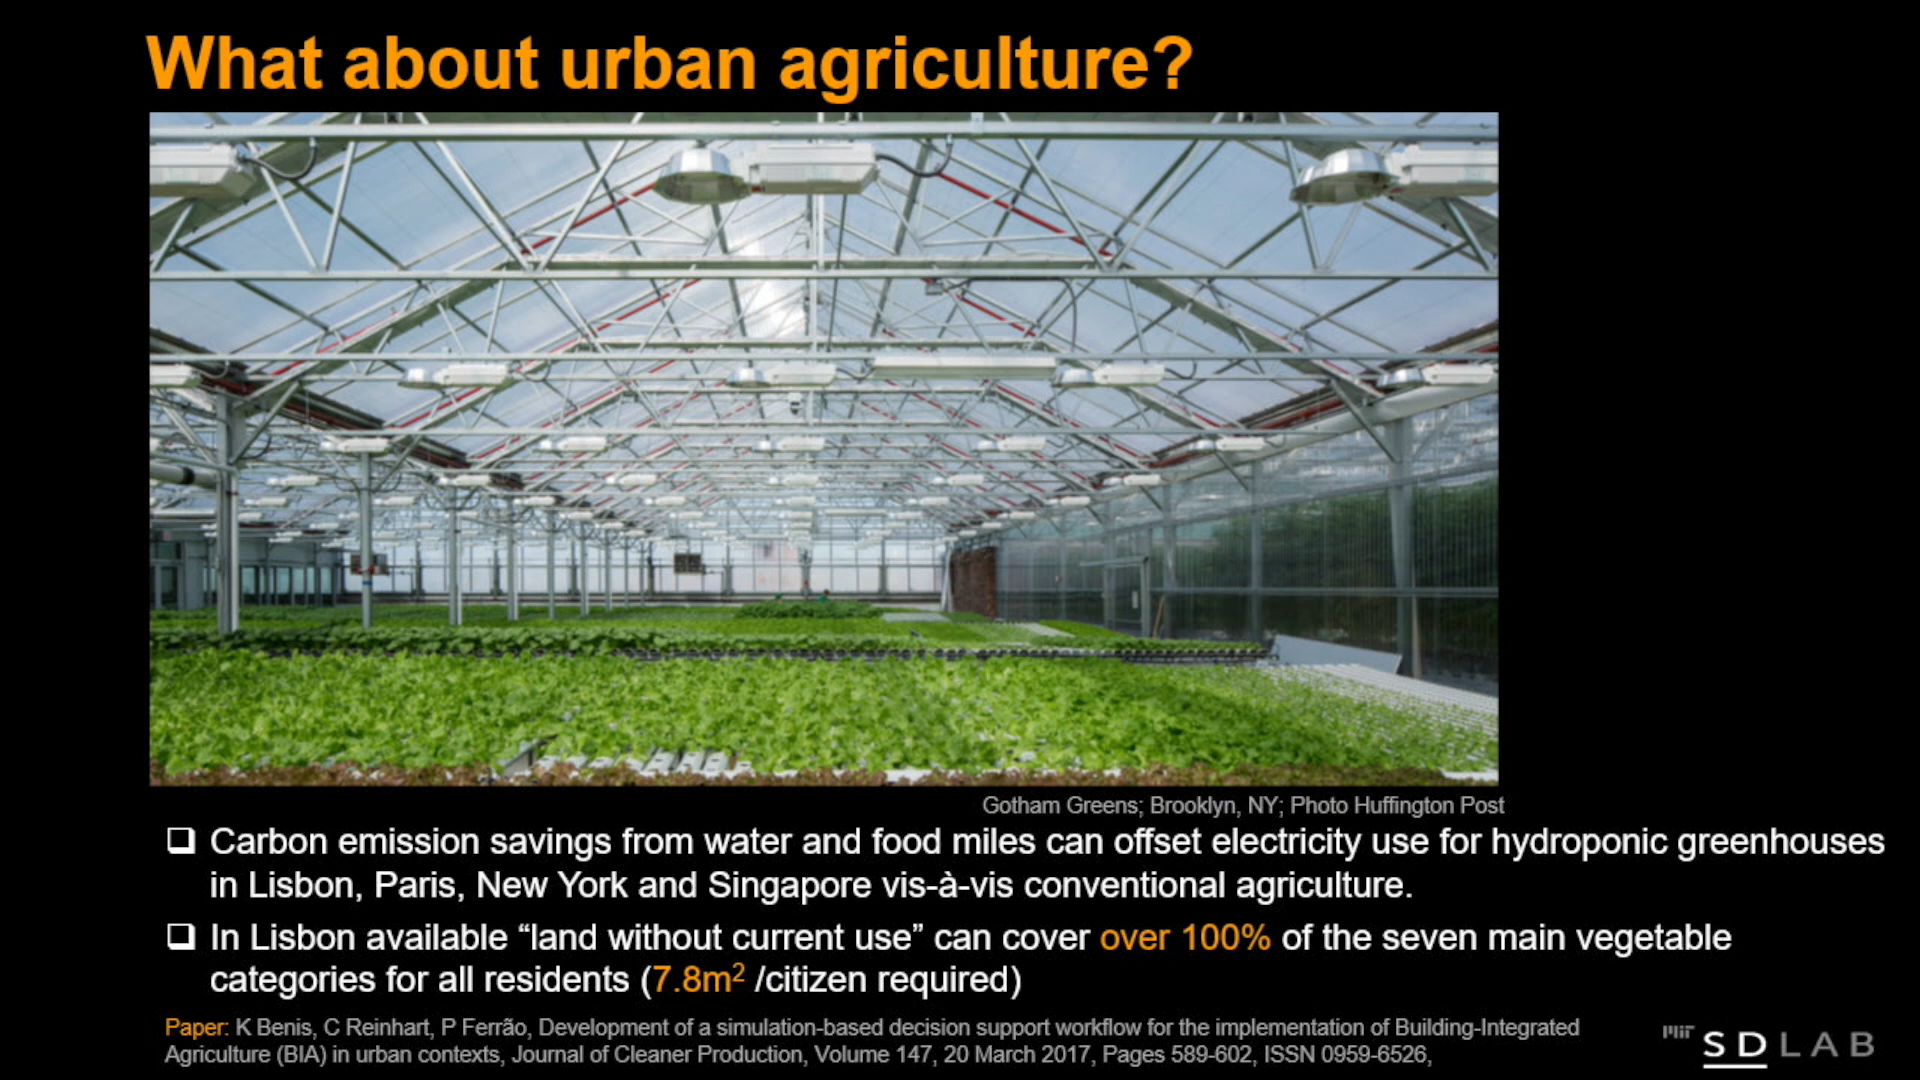 What about urban agriculture?
Gotham Greens; Brooklyn, NY; Photo Huffington Post
❑ Carbon emission savings from water and food miles can offset electricity use for hydroponic greenhouses
in Lisbon, Paris, New York and Singapore vis-à-vis conventional agriculture.
❑ In Lisbon available “land without current use” can cover over 100% of the seven main vegetable
categories for all residents (7.8m² /citizen required)
Paper: K Benis, C Reinhart, P Ferrão, Development of a simulation-based decision support workflow for the implementation of Building-Integrated
Agriculture (BIA) in urban contexts, Journal of Cleaner Production, Volume 147, 20 March 2017, Pages 589-602, ISSN 0959-6526,
MIT SDLAB